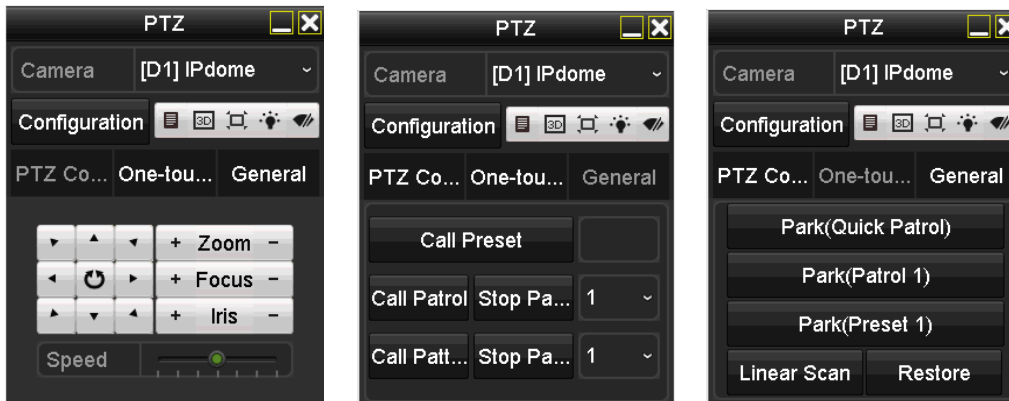 PTZ
Camera [D1] IPdome
Configuration 3D
PTZ Co... One-tou... General
+ Zoom -
+ Focus -
+ Iris -
Speed
PTZ
Camera [D1] IPdome
Configuration 3D
PTZ Co... One-tou... General
Call Preset
Call Patrol Stop Pa... 1
Call Patt... Stop Pa... 1
PTZ
Camera [D1] IPdome
Configuration 3D
PTZ Co... One-tou... General
Park(Quick Patrol)
Park(Patrol 1)
Park(Preset 1)
Linear Scan Restore